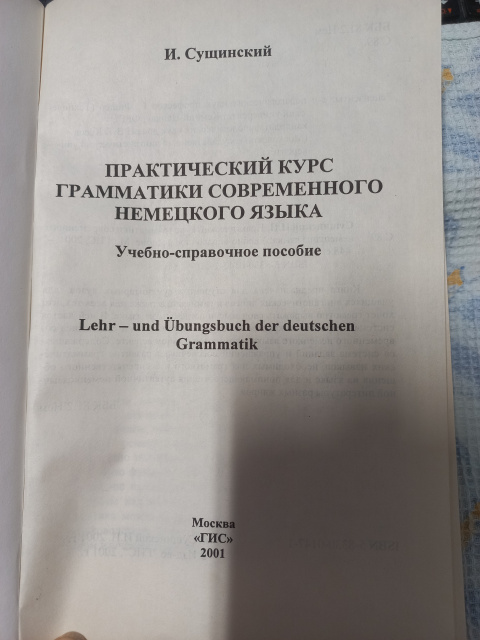 И. Сущинский
ПРАКТИЧЕСКИЙ КУРС
ГРАММАТИКИ СОВРЕМЕННОГО
НЕМЕЦКОГО ЯЗЫКА
Учебно-справочное пособие
Lehr – und Übungsbuch der deutschen
Grammatik
Москва
«ГИС»
2001